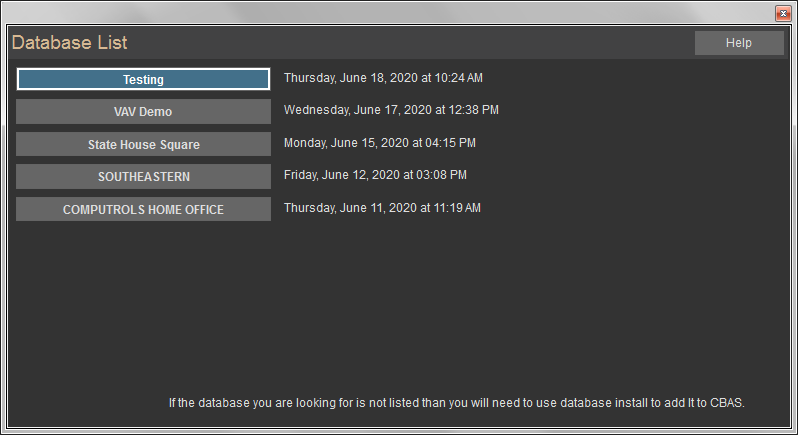 Database List
Help
Testing Thursday, June 18, 2020 at 10:24 AM
VAV Demo Wednesday, June 17, 2020 at 12:38 PM
State House Square Monday, June 15, 2020 at 04:15 PM
SOUTHEASTERN Friday, June 12, 2020 at 03:08 PM
COMPUTROLS HOME OFFICE Thursday, June 11, 2020 at 11:19 AM
If the database you are looking for is not listed than you will need to use database install to add It to CBAS.